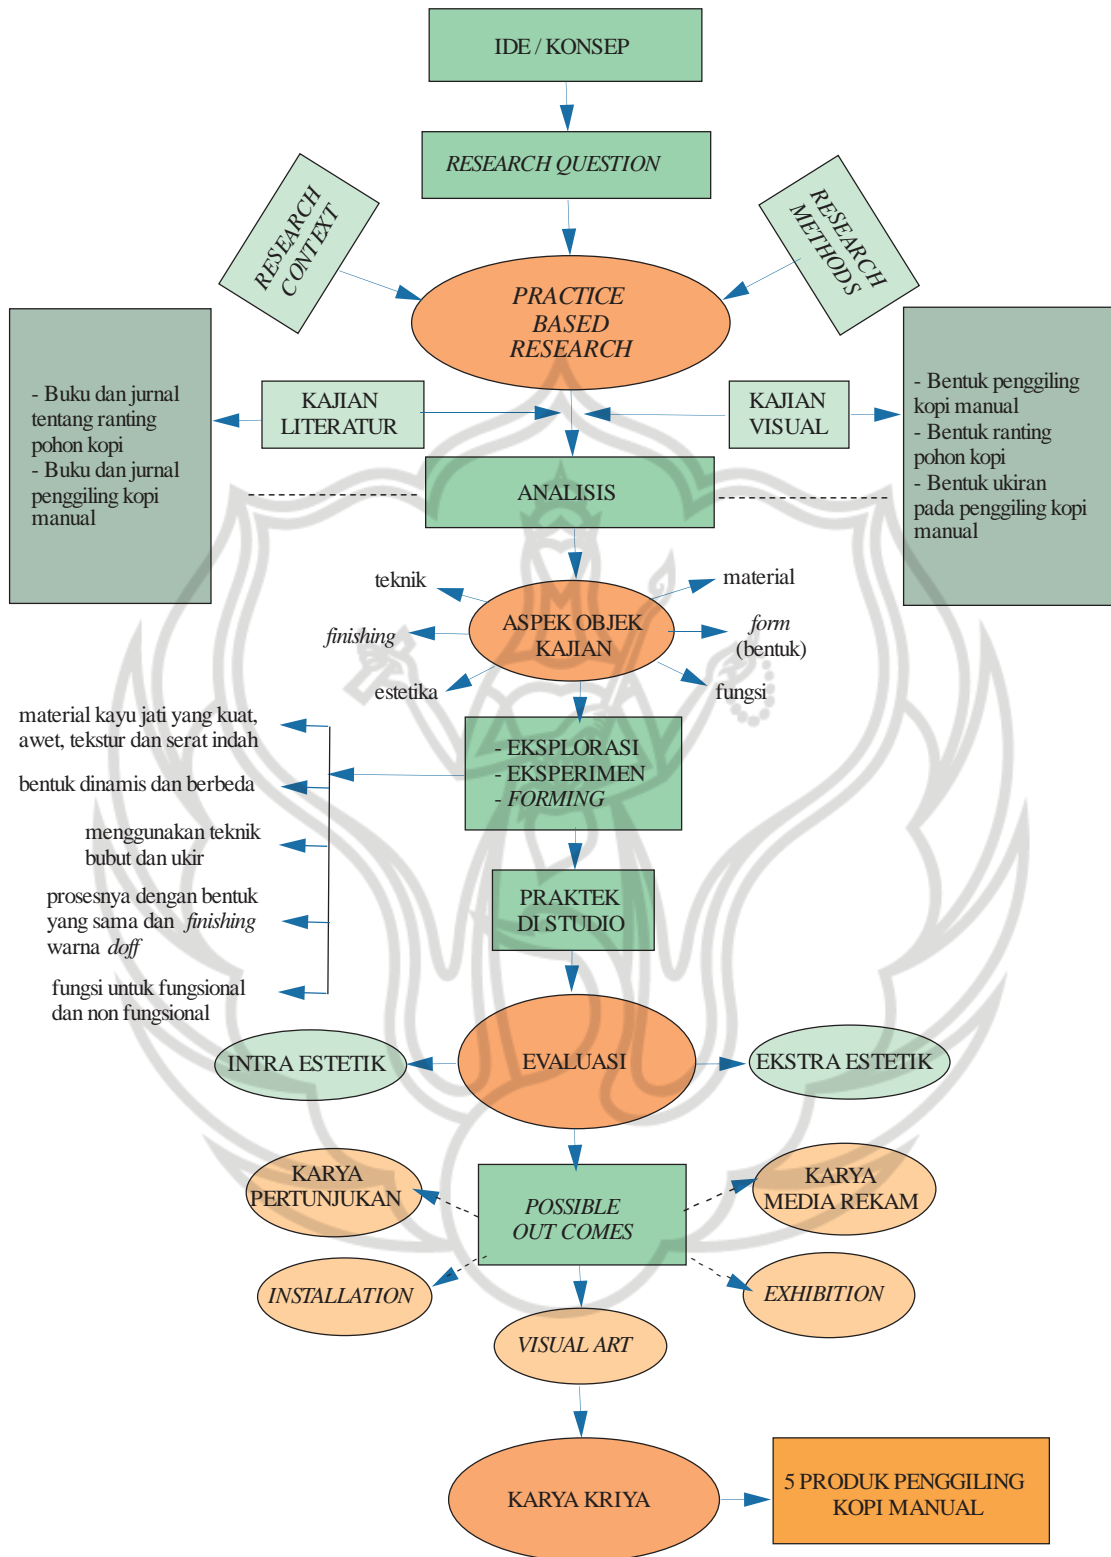 IDE / KONSEP
RESEARCH QUESTION
RESEARCH
CONTEXT
RESEARCH
METHODS
PRACTICE
BASED
RESEARCH
- Buku dan jurnal
tentang ranting
pohon kopi
- Buku dan jurnal
penggiling kopi
manual
KAJIAN
LITERATUR
KAJIAN
VISUAL
- Bentuk penggiling
kopi manual
- Bentuk ranting
pohon kopi
- Bentuk ukiran
pada penggiling kopi
manual
ANALISIS
teknik
material
finishing
ASPEK OBJEK
KAJIAN
form
(bentuk)
estetika
fungsi
material kayu jati yang kuat,
awet, tekstur dan serat indah
bentuk dinamis dan berbeda
menggunakan teknik
bubut dan ukir
prosesnya dengan bentuk
yang sama dan finishing
warna doff
fungsi untuk fungsional
dan non fungsional
- EKSPLORASI
- EKSPERIMEN
- FORMING
PRAKTEK
DI STUDIO
INTRA ESTETIK
EVALUASI
EKSTRA ESTETIK
KARYA
PERTUNJUKAN
POSSIBLE
OUT COMES
KARYA
MEDIA REKAM
INSTALLATION
EXHIBITION
VISUAL ART
KARYA KRIYA
5 PRODUK PENGGILING
KOPI MANUAL